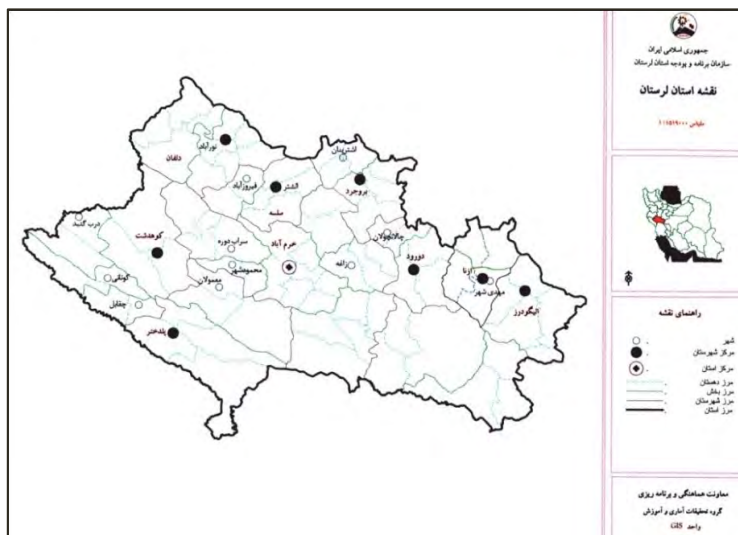 جمهوری اسلامی ایران
سازمان برنامه و بودجه استان لرستان
نقشه استان لرستان
راهنمای نقشه
شهر
مرکز شهرستان
مرکز استان
مرز دهستان
مرز بخش
مرز شهرستان
مرز استان
معاونت هماهنگی و برنامه ریزی
گروه تحقیقات آماری و آموزش
واحد GIS
نورآباد
دلفان
اشترینان
بروجرد
فیروزآباد
الشتر
سلسله
درب گنبد
کوهدشت
سراب دوره
خرم آباد
چالانچولان
دورود
ازنا
مهدی شهر
الیگودرز
زاغه
محمودشهر
معمولان
گوناني
چقابل
پلدختر